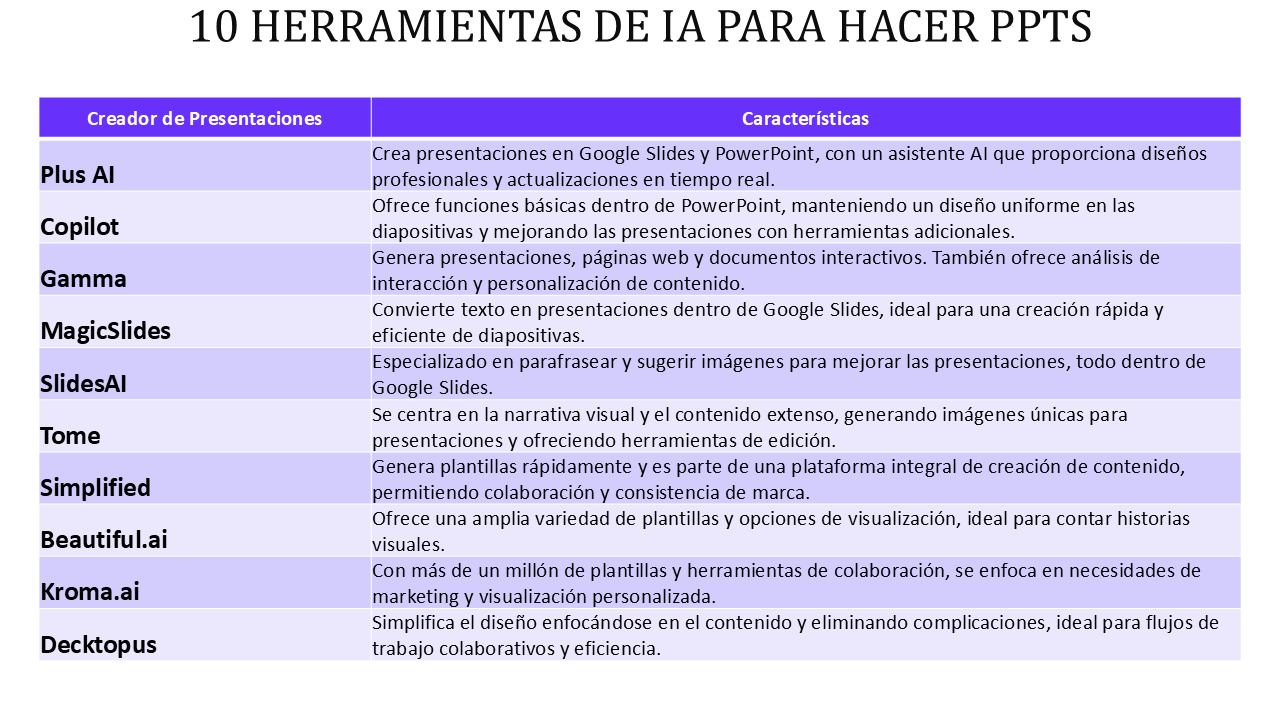 10 HERRAMIENTAS DE IA PARA HACER PPTS
Creador de Presentaciones
Características
Plus AI
Crea presentaciones en Google Slides y PowerPoint, con un asistente AI que proporciona diseños
profesionales y actualizaciones en tiempo real.
Copilot
Ofrece funciones básicas dentro de PowerPoint, manteniendo un diseño uniforme en las
diapositivas y mejorando las presentaciones con herramientas adicionales.
Gamma
Genera presentaciones, páginas web y documentos interactivos. También ofrece análisis de
interacción y personalización de contenido.
MagicSlides
Convierte texto en presentaciones dentro de Google Slides, ideal para una creación rápida y
eficiente de diapositivas.
SlidesAI
Especializado en parafrasear y sugerir imágenes para mejorar las presentaciones, todo dentro de
Google Slides.
Tome
Se centra en la narrativa visual y el contenido extenso, generando imágenes únicas para
presentaciones y ofreciendo herramientas de edición.
Simplified
Genera plantillas rápidamente y es parte de una plataforma integral de creación de contenido,
permitiendo colaboración y consistencia de marca.
Beautiful.ai
Ofrece una amplia variedad de plantillas y opciones de visualización, ideal para contar historias
visuales.
Kroma.ai
Con más de un millón de plantillas y herramientas de colaboración, se enfoca en necesidades de
marketing y visualización personalizada.
Decktopus
Simplifica el diseño enfocándose en el contenido y eliminando complicaciones, ideal para flujos de
trabajo colaborativos y eficiencia.